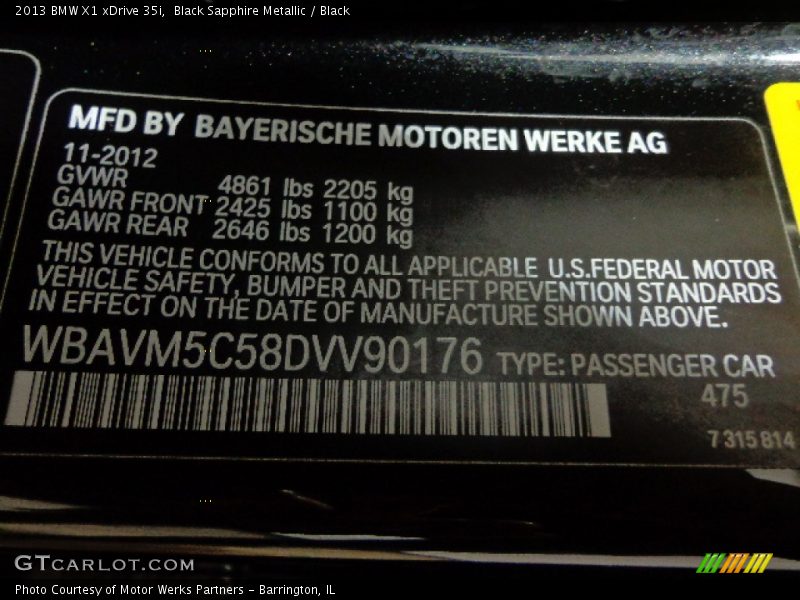 2013 BMW X1 xDrive 35i,  Black Sapphire Metallic / Black
MFD BY BAYERISCHE MOTOREN WERKE AG
11-2012
GVWR 4861 lbs 2205 kg
GAWR FRONT 2425 lbs 1100 kg
GAWR REAR 2646 lbs 1200 kg
THIS VEHICLE CONFORMS TO ALL APPLICABLE U.S.FEDERAL MOTOR
VEHICLE SAFETY, BUMPER AND THEFT PREVENTION STANDARDS
IN EFFECT ON THE DATE OF MANUFACTURE SHOWN ABOVE.
WBAVM5C58DVV90176 TYPE: PASSENGER CAR
475
7 315 814
GTCARLOT.COM
Photo Courtesy of Motor Werks Partners - Barrington, IL